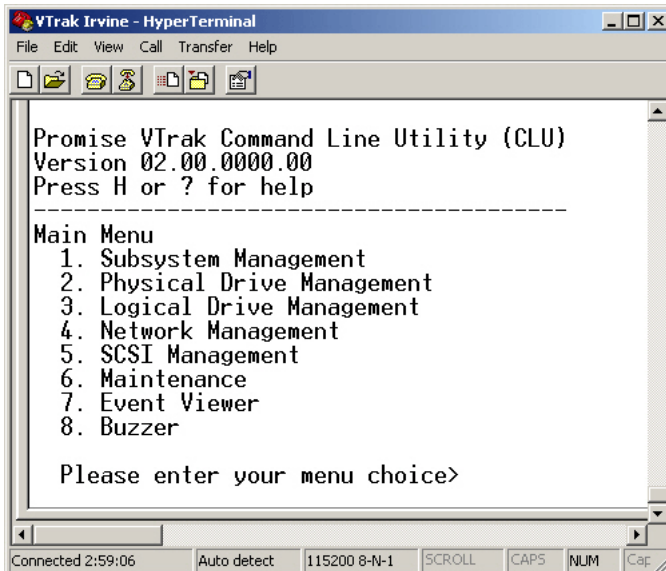 VTrak Irvine - HyperTerminal
File Edit View Call Transfer Help
Promise VTrak Command Line Utility (CLU)
Version 02.00.0000.00
Press H or ? for help
----------------------------------------
Main Menu
1. Subsystem Management
2. Physical Drive Management
3. Logical Drive Management
4. Network Management
5. SCSI Management
6. Maintenance
7. Event Viewer
8. Buzzer
Please enter your menu choice>
Connected 2:59:06 Auto detect 115200 8-N-1 SCROLL CAPS NUM Cap